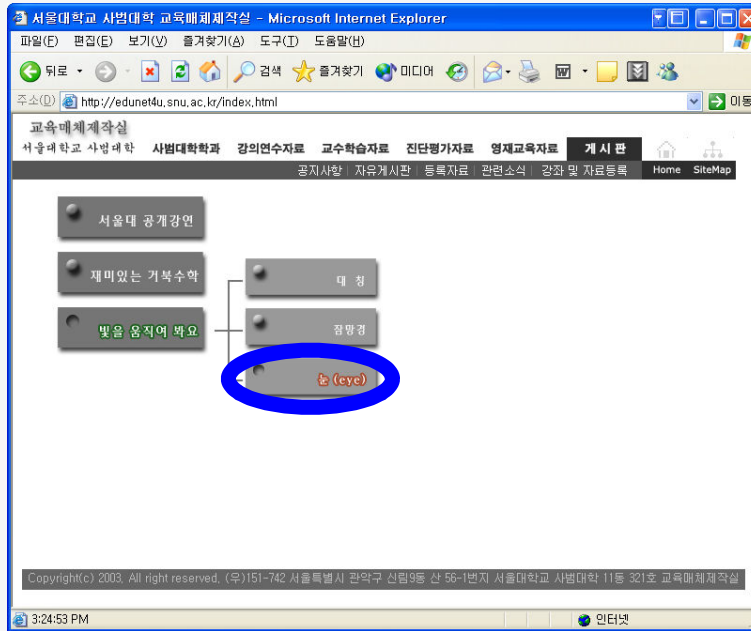 서울대학교 사범대학 교육매체제작실 - Microsoft Internet Explorer
파일(F) 편집(E) 보기(V) 즐겨찾기(A) 도구(T) 도움말(H)
뒤로 검색 즐겨찾기 미디어
주소(D) http://edunet4u.snu.ac.kr/index.html 이동
교육매체제작실
서울대학교 사범대학 사범대학학과 강의연수자료 교수학습자료 진단평가자료 영재교육자료 게시판
공지사항 | 자유게시판 | 등록자료 | 관련소식 | 강좌 및 자료등록 Home SiteMap
서울대 공개강연
재미있는 거북수학
대 칭
빛을 움직여 봐요
잠망경
눈 (eye)
Copyright(c) 2003, All right reserved, (우)151-742 서울특별시 관악구 신림9동 산 56-1번지 서울대학교 사범대학 11동 321호 교육매체제작실
3:24:53 PM 인터넷